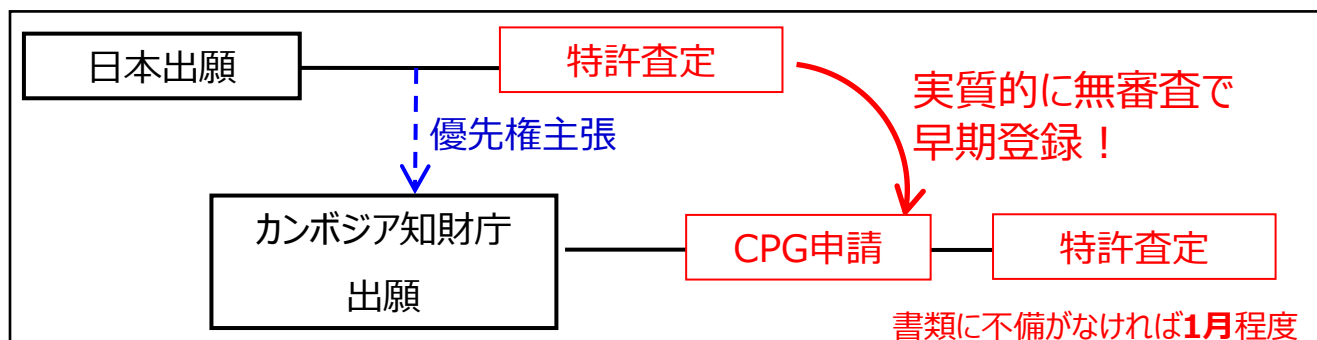 日本出願
特許査定
実質的に無審査で
早期登録！
優先権主張
カンボジア知財庁
出願
CPG申請
特許査定
書類に不備がなければ1月程度